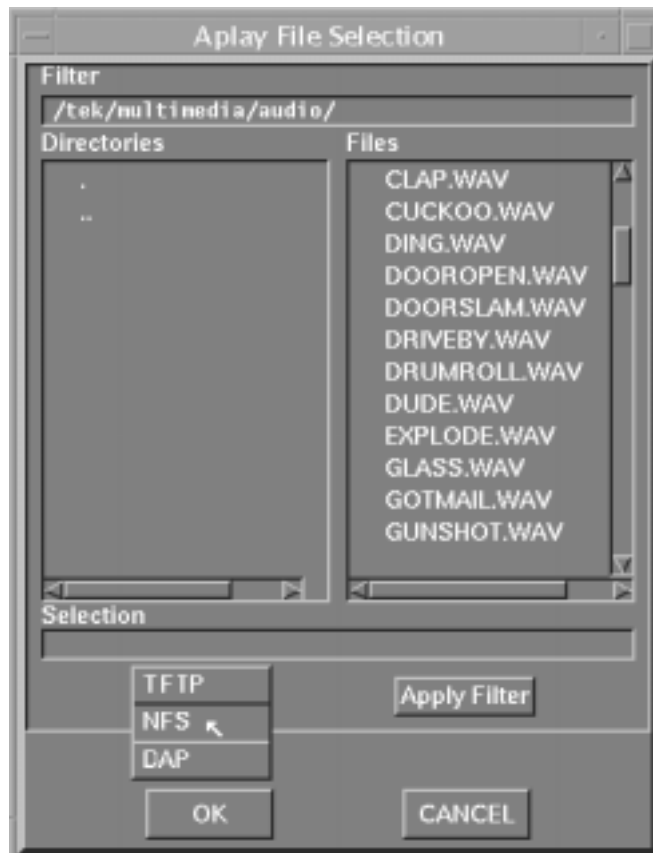 Aplay File Selection
Filter
/tek/multimedia/audio/
Directories
.
..
Files
CLAP.WAV
CUCKOO.WAV
DING.WAV
DOOROPEN.WAV
DOORSLAM.WAV
DRIVEBY.WAV
DRUMROLL.WAV
DUDE.WAV
EXPLODE.WAV
GLASS.WAV
GOTMAIL.WAV
GUNSHOT.WAV
Selection
TFTP
NFS
DAP
Apply Filter
OK
CANCEL